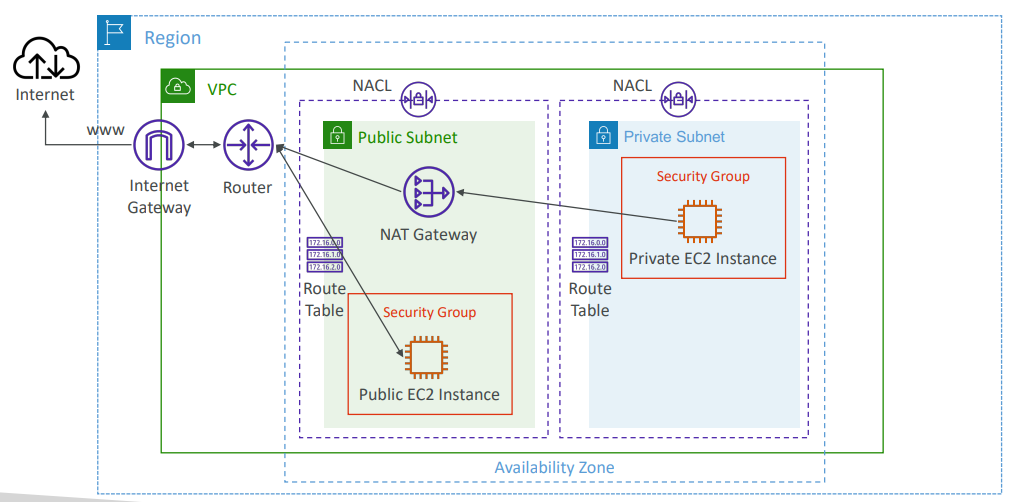 Region
Internet
VPC
www
Internet
Gateway
Router
NACL
Public Subnet
NAT Gateway
172.16.0.0
172.16.1.0
172.16.2.0
Route
Table
Security Group
Public EC2 Instance
NACL
Private Subnet
Security Group
Private EC2 Instance
172.16.0.0
172.16.1.0
172.16.2.0
Route
Table
Availability Zone